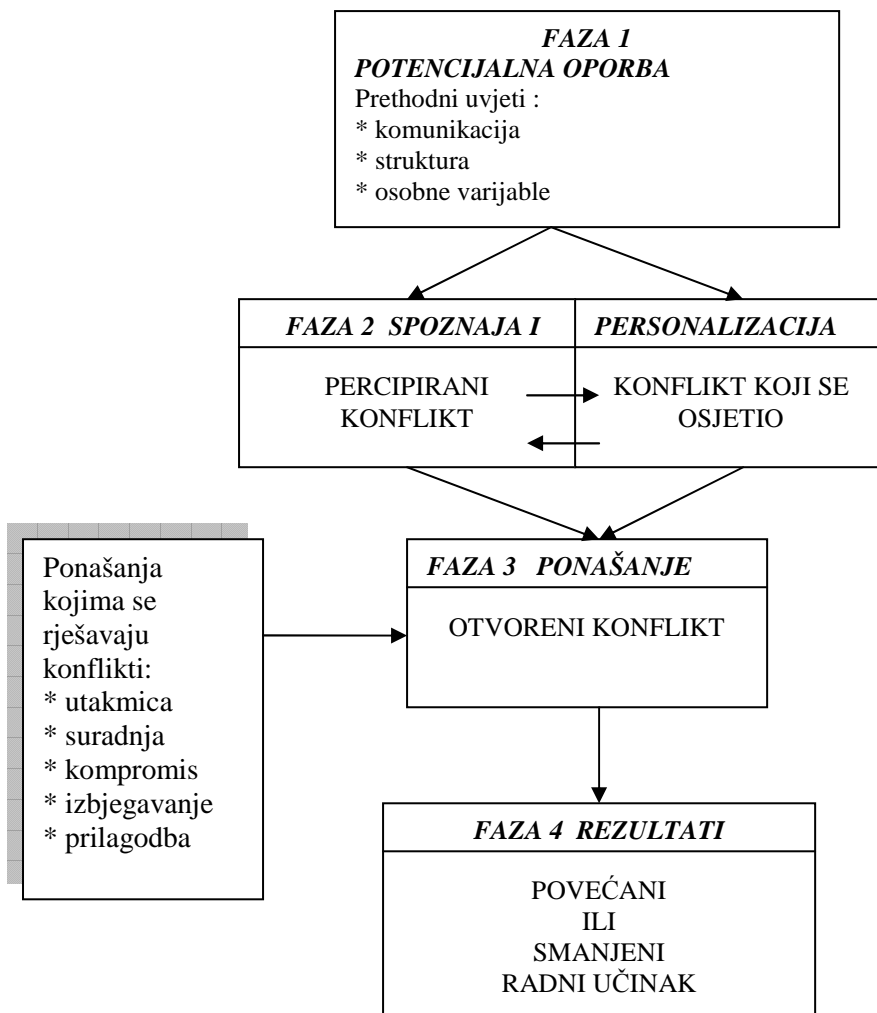 FAZA 1
POTENCIJALNA OPORBA
Prethodni uvjeti :
* komunikacija
* struktura
* osobne varijable
FAZA 2  SPOZNAJA I
PERSONALIZACIJA
PERCIPIRANI
KONFLIKT
KONFLIKT KOJI SE
OSJETIO
Ponašanja
kojima se
rješavaju
konflikti:
* utakmica
* suradnja
* kompromis
* izbjegavanje
* prilagodba
FAZA 3  PONAŠANJE
OTVORENI KONFLIKT
FAZA 4  REZULTATI
POVEĆANI
ILI
SMANJENI
RADNI UČINAK